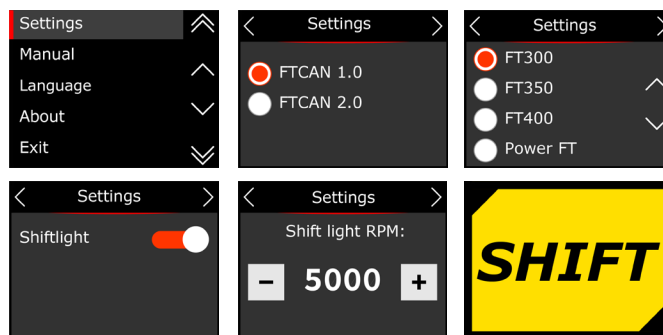 Settings
Manual
Language
About
Exit
Settings
FTCAN 1.0
FTCAN 2.0
Settings
FT300
FT350
FT400
Power FT
Settings
Shiftlight
Settings
Shift light RPM:
- 5000 +
SHIFT